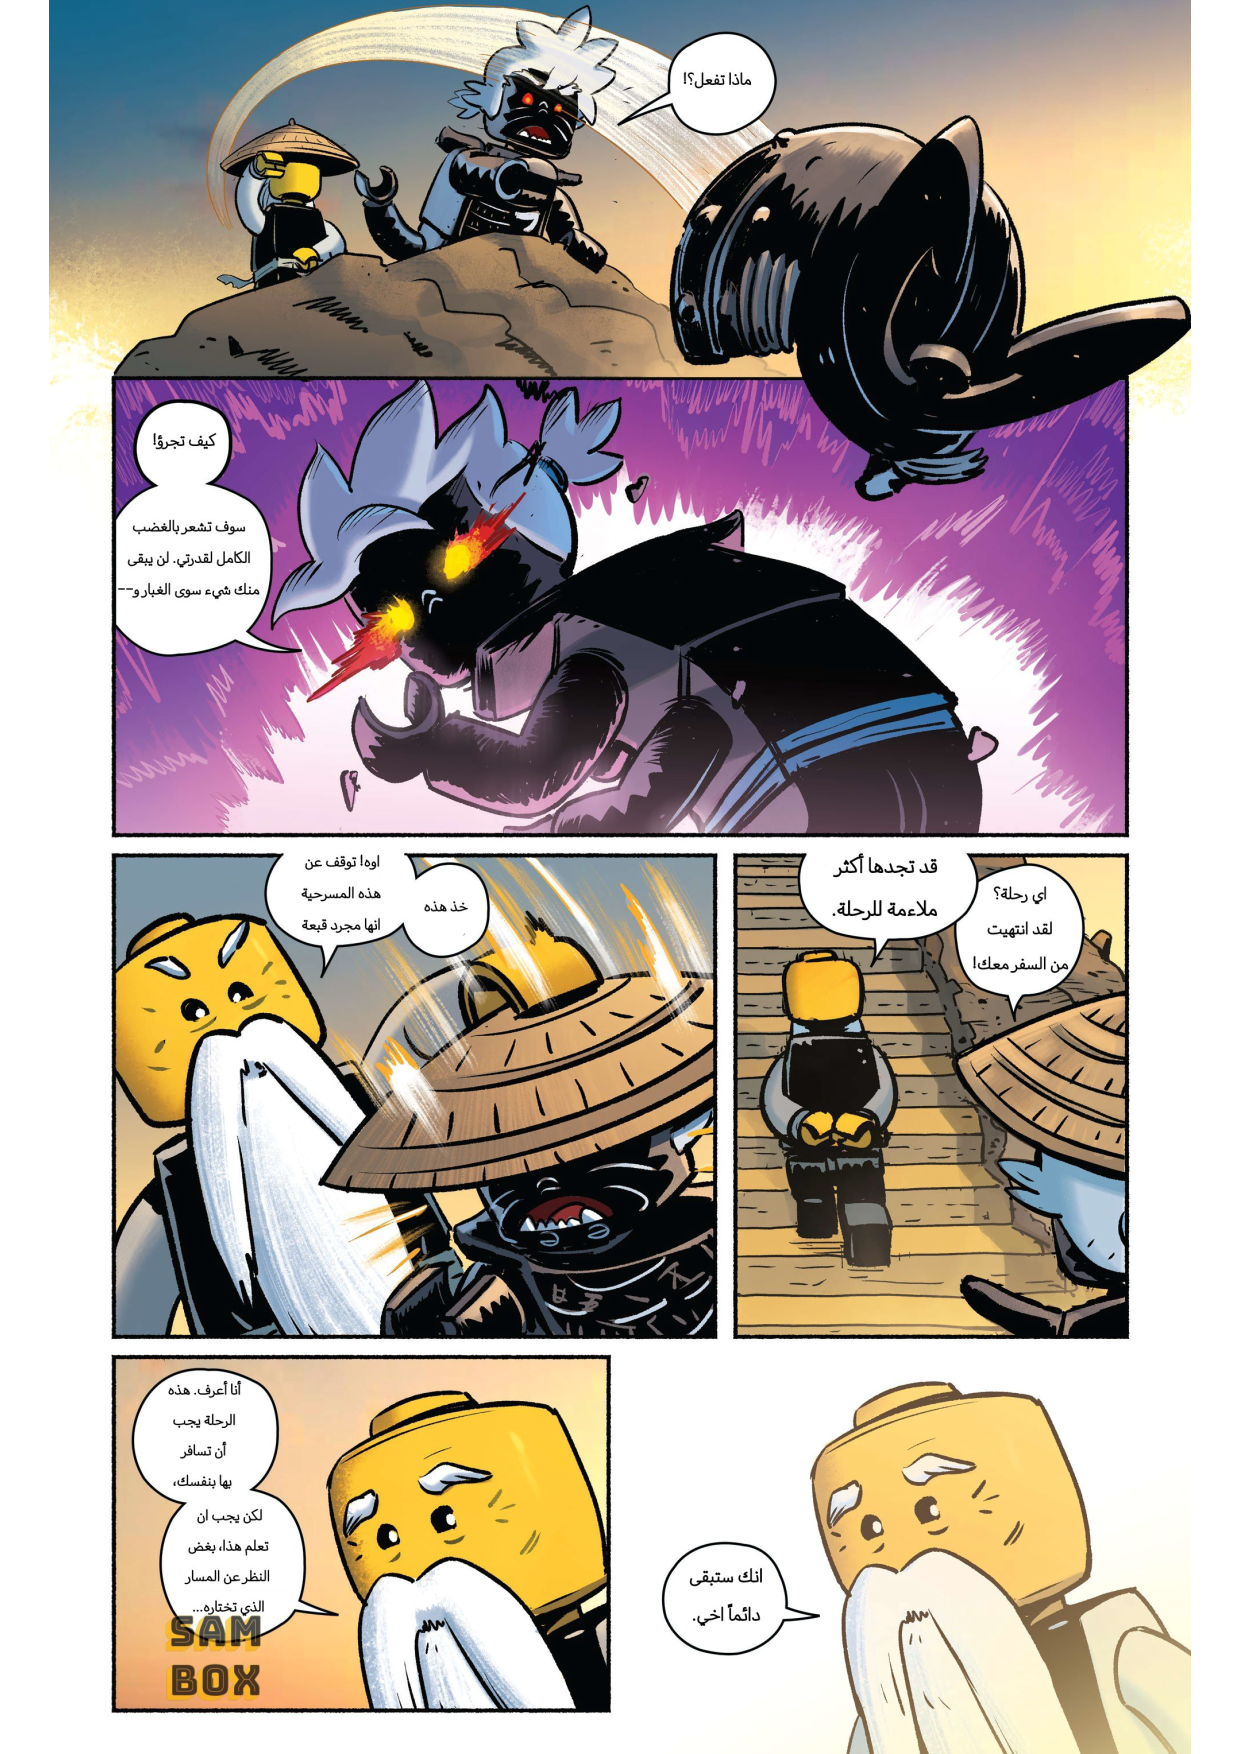 ماذا تفعل؟!
كيف تجرؤ!
سوف تشعر بالغضب
الكامل لقدرتي. لن يبقى
منك شيء سوى الغبار و--
اوه! توقف عن
هذه المسرحية
انها مجرد قبعة
خذ هذه
قد تجدها أكثر
ملاءمة للرحلة.
اي رحلة؟
لقد انتهيت
من السفر معك!
أنا أعرف. هذه
الرحلة يجب
أن تسافر
بها بنفسك،
لكن يجب ان
تعلم هذا، بغض
النظر عن المسار
الذي تختاره...
انك ستبقى
دائماً اخي.
SAM
BOX